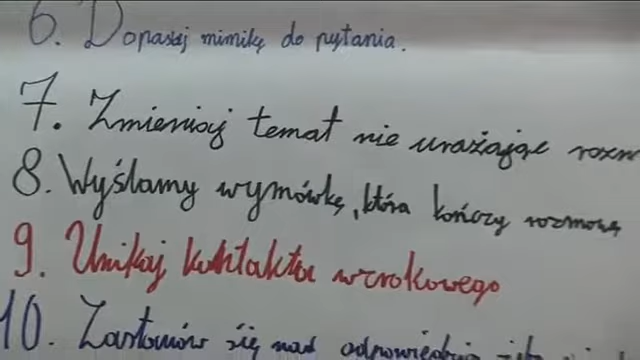 6. Dopasuj mimikę do pytania.
7. Zmieniaj temat nie urażając rozm
8. Wyślamy wymówkę, która kończy rozmowę
9. Unikaj kontaktu wzrokowego
10. Zastanów się nad odpowiedzią